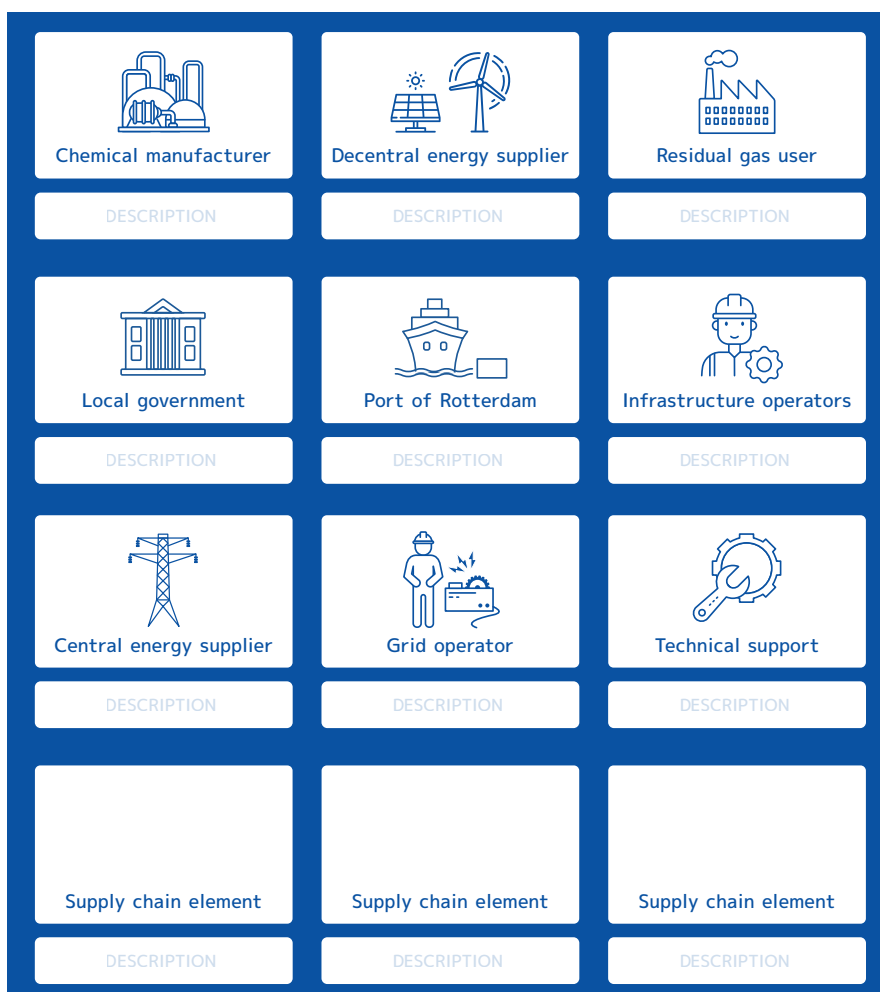 Chemical manufacturer
Decentral energy supplier
Residual gas user
DESCRIPTION
DESCRIPTION
DESCRIPTION
Local government
Port of Rotterdam
Infrastructure operators
DESCRIPTION
DESCRIPTION
DESCRIPTION
Central energy supplier
Grid operator
Technical support
DESCRIPTION
DESCRIPTION
DESCRIPTION
Supply chain element
Supply chain element
Supply chain element
DESCRIPTION
DESCRIPTION
DESCRIPTION